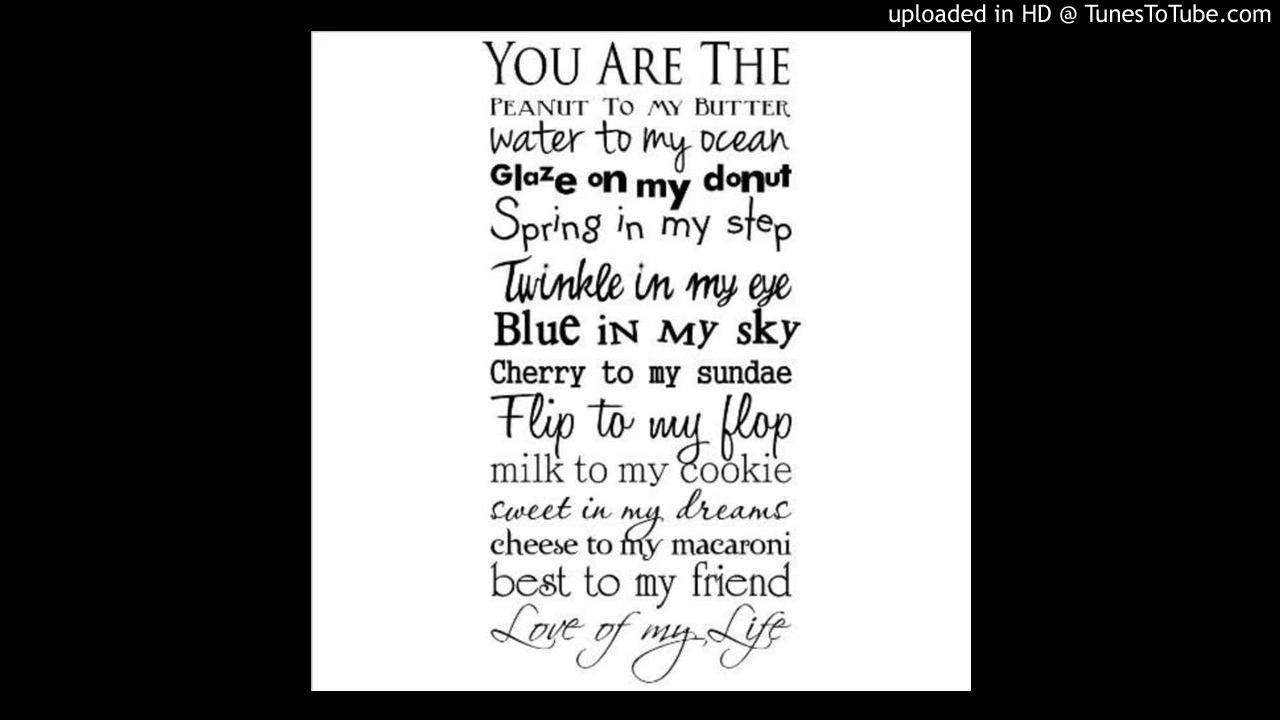 uploaded in HD @ TunesToTube.com
YOU ARE THE
PEANUT TO MY BUTTER
water to my ocean
Glaze on my donut
Spring in my step
Twinkle in my eye
Blue iN My sky
Cherry to my sundae
Flip to my flop
milk to my cookie
sweet in my dreams
cheese to my macaroni
best to my friend
Love of my Life